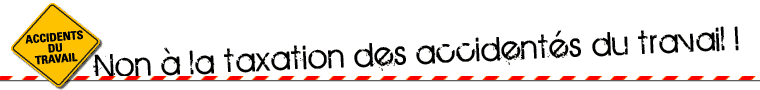 ACCIDENTS
DU
TRAVAIL
Non à la taxation des accidentés du travail !